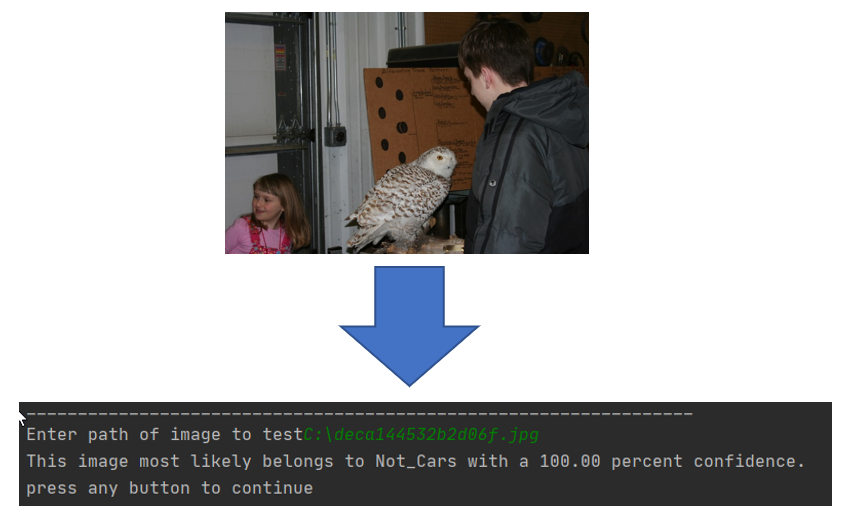 Enter path of image to testC:\deca144532b2d06f.jpg
This image most likely belongs to Not_Cars with a 100.00 percent confidence.
press any button to continue